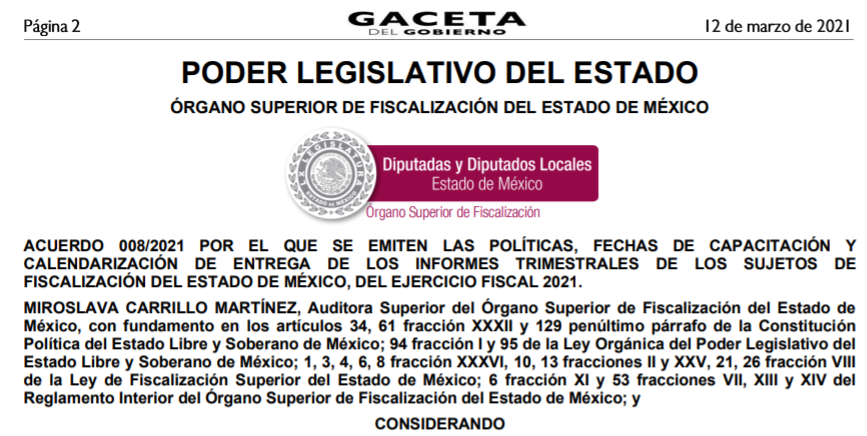 Página 2
GACETA
DEL GOBIERNO
12 de marzo de 2021
PODER LEGISLATIVO DEL ESTADO
ÓRGANO SUPERIOR DE FISCALIZACIÓN DEL ESTADO DE MÉXICO
LX LEGISLATURA
ESTADO DE MÉXICO
Diputadas y Diputados Locales
Estado de México
Órgano Superior de Fiscalización
ACUERDO 008/2021 POR EL QUE SE EMITEN LAS POLÍTICAS, FECHAS DE CAPACITACIÓN Y
CALENDARIZACIÓN DE ENTREGA DE LOS INFORMES TRIMESTRALES DE LOS SUJETOS DE
FISCALIZACIÓN DEL ESTADO DE MÉXICO, DEL EJERCICIO FISCAL 2021.
MIROSLAVA CARRILLO MARTÍNEZ, Auditora Superior del Órgano Superior de Fiscalización del Estado de
México, con fundamento en los artículos 34, 61 fracción XXXII y 129 penúltimo párrafo de la Constitución
Política del Estado Libre y Soberano de México; 94 fracción I y 95 de la Ley Orgánica del Poder Legislativo del
Estado Libre y Soberano de México; 1, 3, 4, 6, 8 fracción XXXVI, 10, 13 fracciones II y XXV, 21, 26 fracción VIII
de la Ley de Fiscalización Superior del Estado de México; 6 fracción XI y 53 fracciones VII, XIII y XIV del
Reglamento Interior del Órgano Superior de Fiscalización del Estado de México; y
CONSIDERANDO